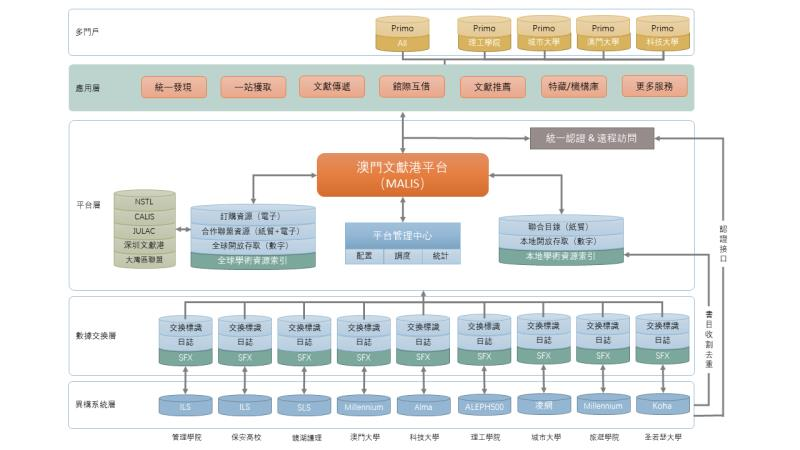 多門戶
Primo
All
Primo
理工學院
Primo
城市大學
Primo
澳門大學
Primo
科技大學
應用層
統一發現
一站獲取
文獻傳遞
館際互借
文獻推薦
特藏/機構庫
更多服務
統一認證 & 遠程訪問
澳門文獻港平台
（MALIS）
平台層
NSTL
CALIS
JULAC
深圳文獻港
大灣區聯盟
訂購資源（電子）
合作聯盟資源（紙質+電子）
全球開放存取（數字）
全球學術資源索引
平台管理中心
配置
調度
統計
聯合目錄（紙質）
本地開放存取（數字）
本地學術資源索引
認證接口
書目收割去重
數據交換層
交換標識
日誌
SFX
交換標識
日誌
SFX
交換標識
日誌
SFX
交換標識
日誌
SFX
交換標識
日誌
SFX
交換標識
日誌
SFX
交換標識
日誌
SFX
交換標識
日誌
SFX
交換標識
日誌
SFX
異構系統層
ILS
ILS
SLS
Millennium
Alma
ALEPH500
凌網
Millennium
Koha
管理學院
保安高校
鏡湖護理
澳門大學
科技大學
理工學院
城市大學
旅遊學院
圣若瑟大學